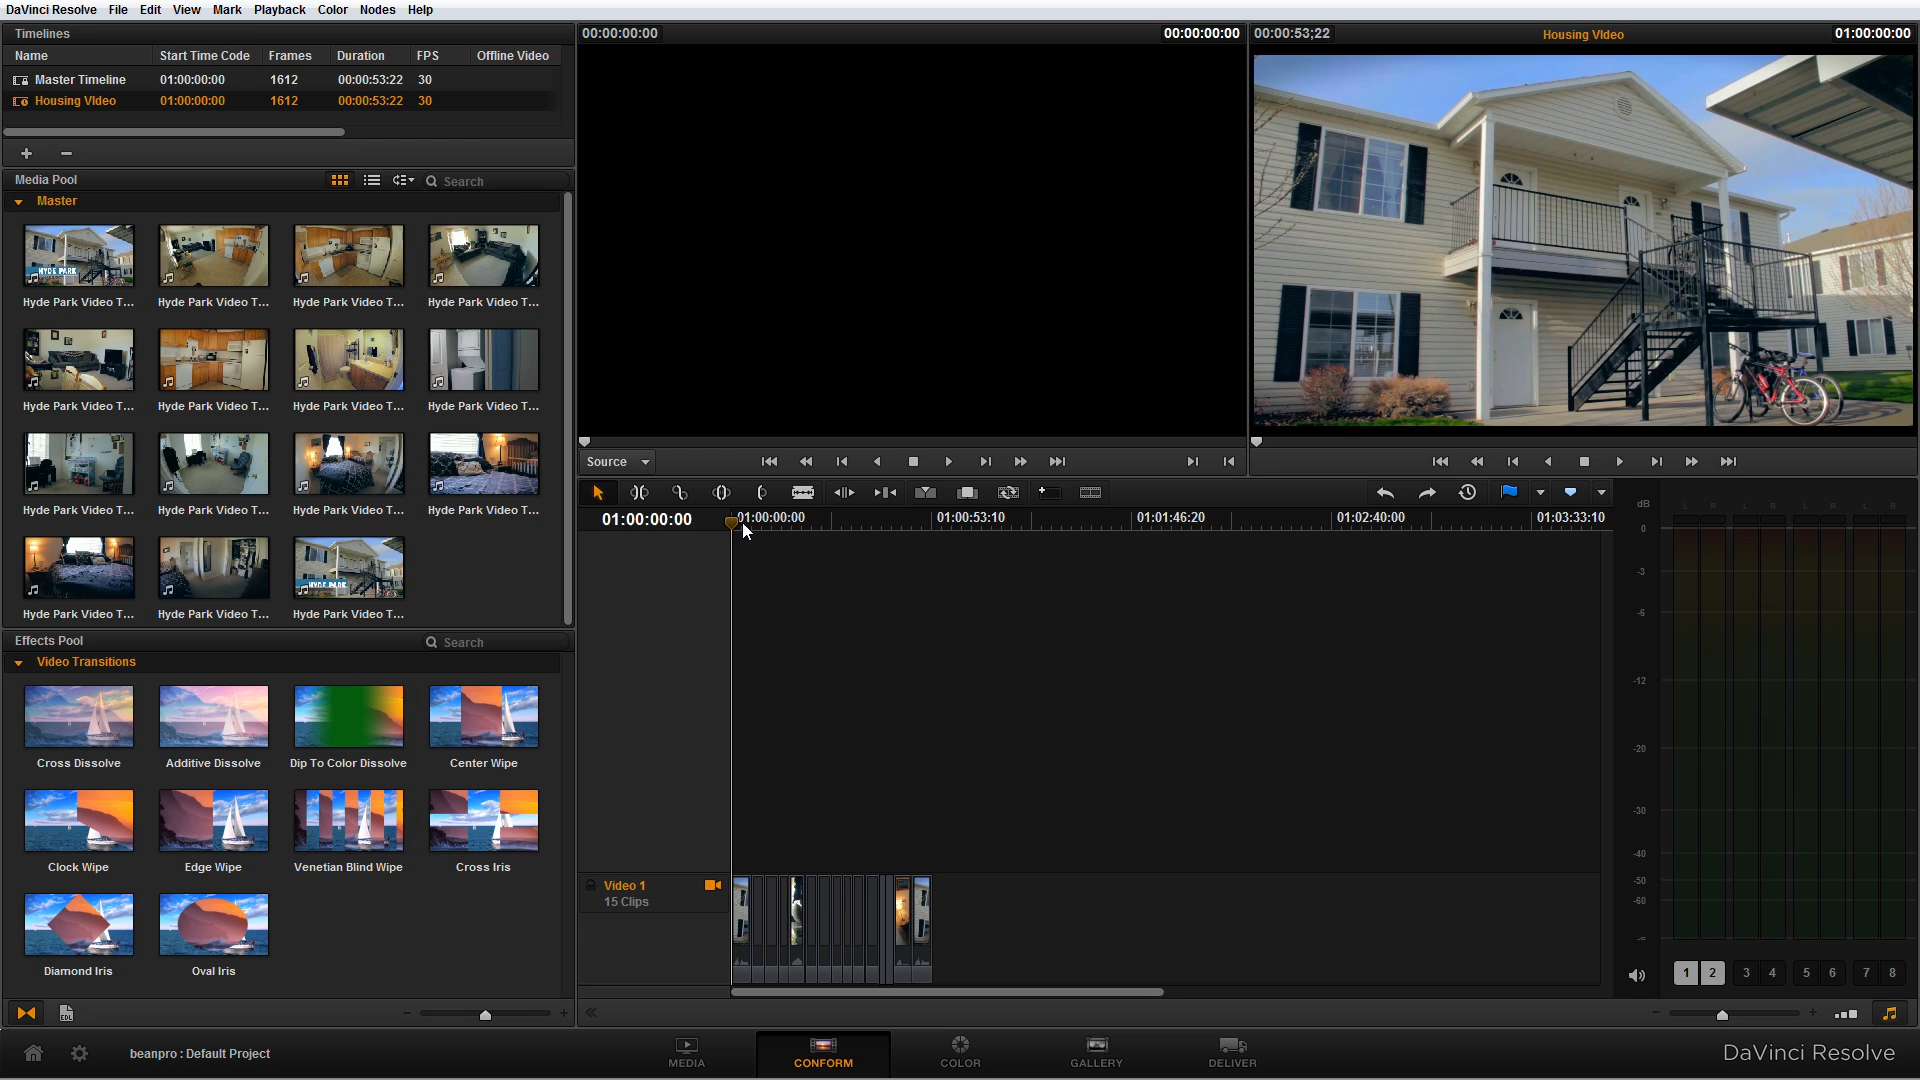 DaVinci Resolve File Edit View Mark Playback Color Nodes Help
Timelines
Name Start Time Code Frames Duration FPS Offline Video
Master Timeline 01:00:00:00 1612 00:00:53:22 30
Housing VIdeo 01:00:00:00 1612 00:00:53:22 30
Media Pool
Search
Master
HYDE PARK
Hyde Park Video T... Hyde Park Video T... Hyde Park Video T... Hyde Park Video T...
Hyde Park Video T... Hyde Park Video T... Hyde Park Video T... Hyde Park Video T...
Hyde Park Video T... Hyde Park Video T... Hyde Park Video T... Hyde Park Video T...
HYDE PARK
Hyde Park Video T... Hyde Park Video T... Hyde Park Video T...
Effects Pool
Search
Video Transitions
Cross Dissolve Additive Dissolve Dip To Color Dissolve Center Wipe
Clock Wipe Edge Wipe Venetian Blind Wipe Cross Iris
Diamond Iris Oval Iris
EDL
00:00:00:00 00:00:00:00
00:00:53;22 Housing VIdeo 01:00:00:00
Source
01:00:00:00 01:00:00:00 01:00:53:10 01:01:46:20 01:02:40:00 01:03:33:10
Video 1
15 Clips
dB L R L R L R L R
0
-3
-6
-12
-20
-30
-40
-50
-60
-∞
1 2 3 4 5 6 7 8
beanpro : Default Project
MEDIA CONFORM COLOR GALLERY DELIVER
DaVinci Resolve